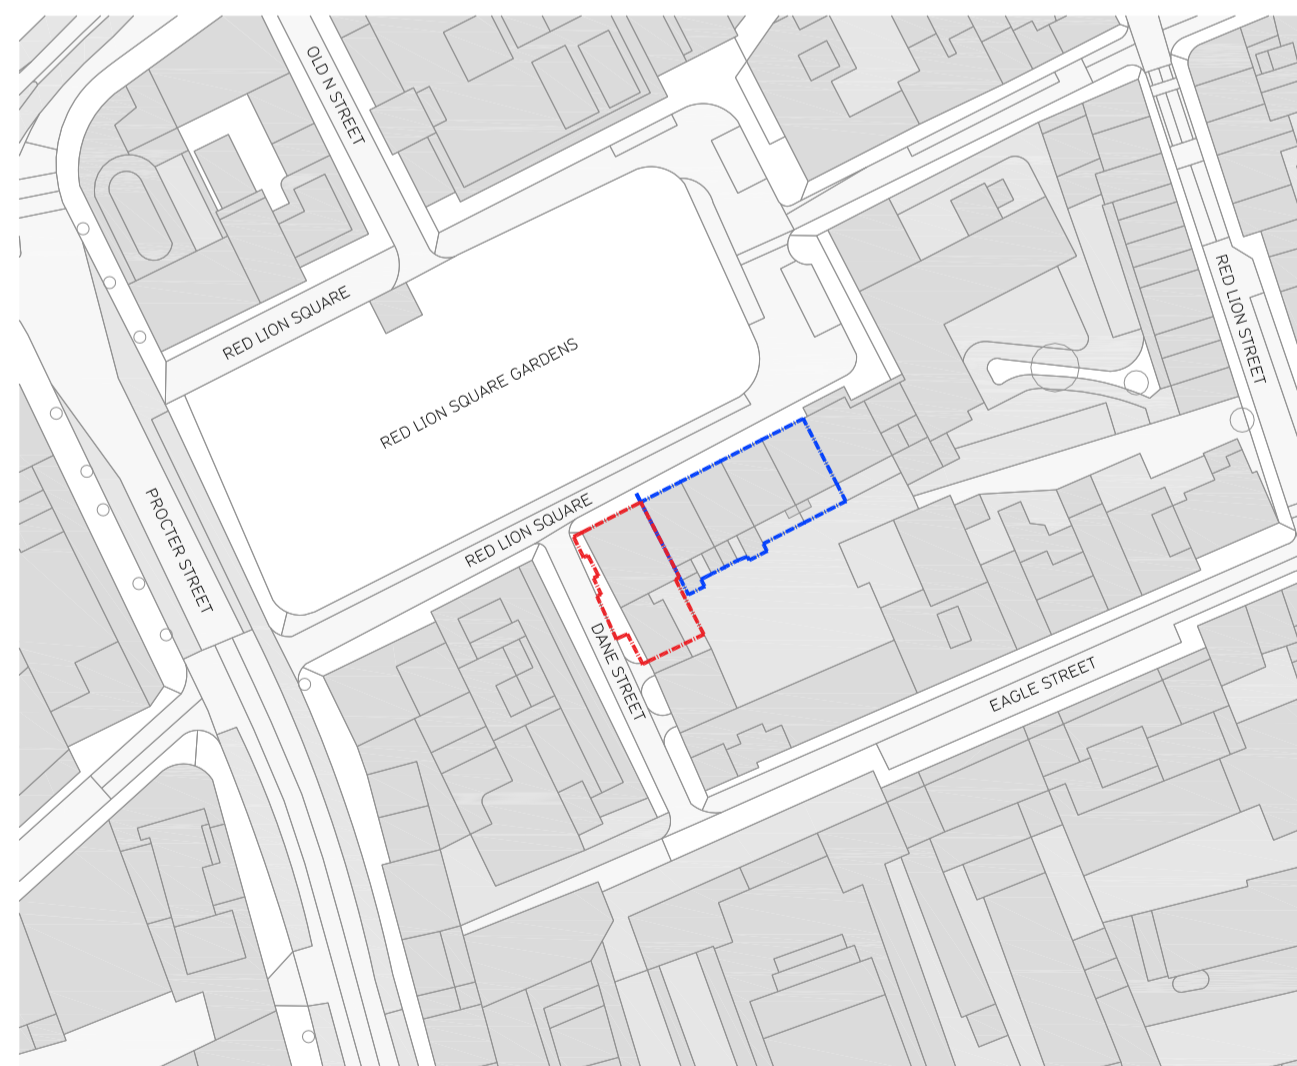 OLD N STREET
RED LION SQUARE
RED LION STREET
RED LION SQUARE GARDENS
PROCTER STREET
RED LION SQUARE
DANE STREET
EAGLE STREET